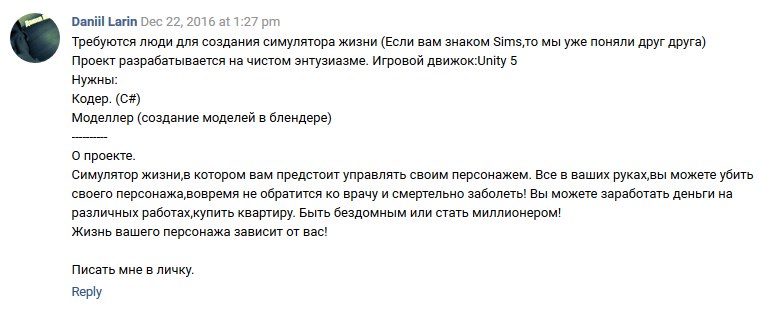 Daniil Larin Dec 22, 2016 at 1:27 pm
Требуются люди для создания симулятора жизни (Если вам знаком Sims,то мы уже поняли друг друга)
Проект разрабатывается на чистом энтузиазме. Игровой движок:Unity 5
Нужны:
Кодер. (C#)
Моделлер (создание моделей в блендере)
----------
О проекте.
Симулятор жизни,в котором вам предстоит управлять своим персонажем. Все в ваших руках,вы можете убить
своего персонажа,вовремя не обратится ко врачу и смертельно заболеть! Вы можете заработать деньги на
различных работах,купить квартиру. Быть бездомным или стать миллионером!
Жизнь вашего персонажа зависит от вас!
Писать мне в личку.
Reply